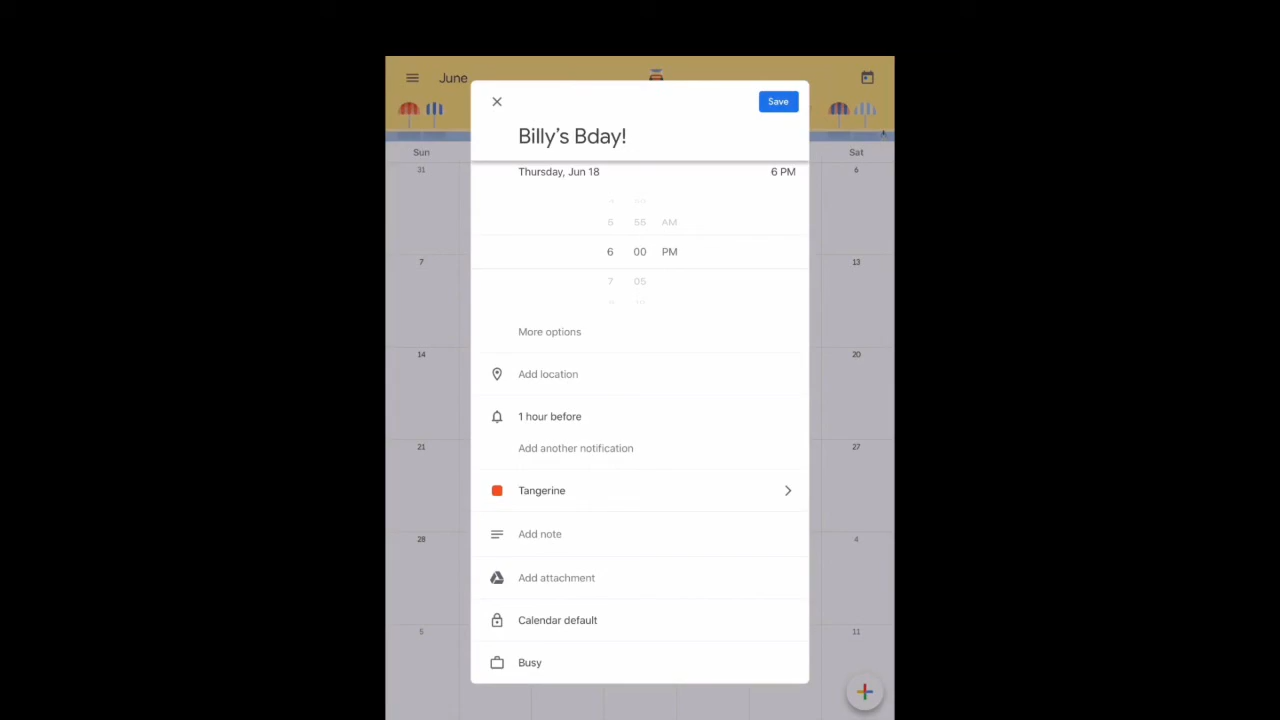 June
Save
Billy's Bday!
Sun
Sat
Thursday, Jun 18
6 PM
31
6
5 55 AM
6 00 PM
7 05
7
13
More options
14
20
Add location
1 hour before
Add another notification
21
27
Tangerine
Add note
28
4
Add attachment
Calendar default
5
11
Busy